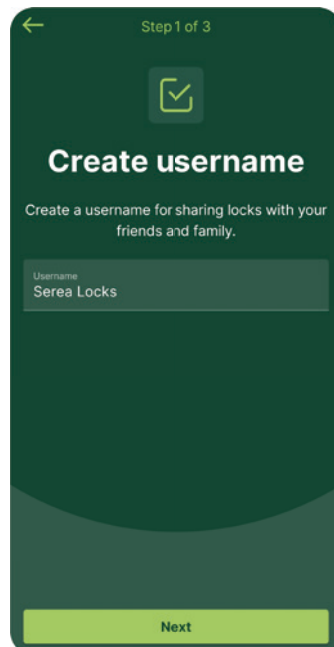 Step 1 of 3
Create username
Create a username for sharing locks with your
friends and family.
Username
Serea Locks
Next